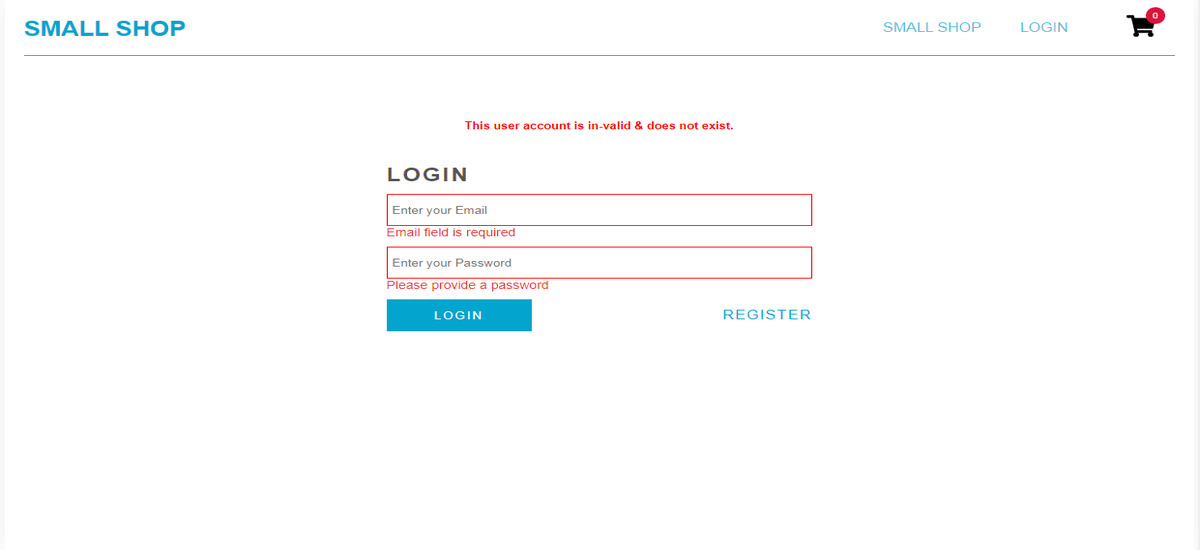 SMALL SHOP
SMALL SHOP LOGIN 0
This user account is in-valid & does not exist.
LOGIN
Enter your Email
Email field is required
Enter your Password
Please provide a password
LOGIN REGISTER